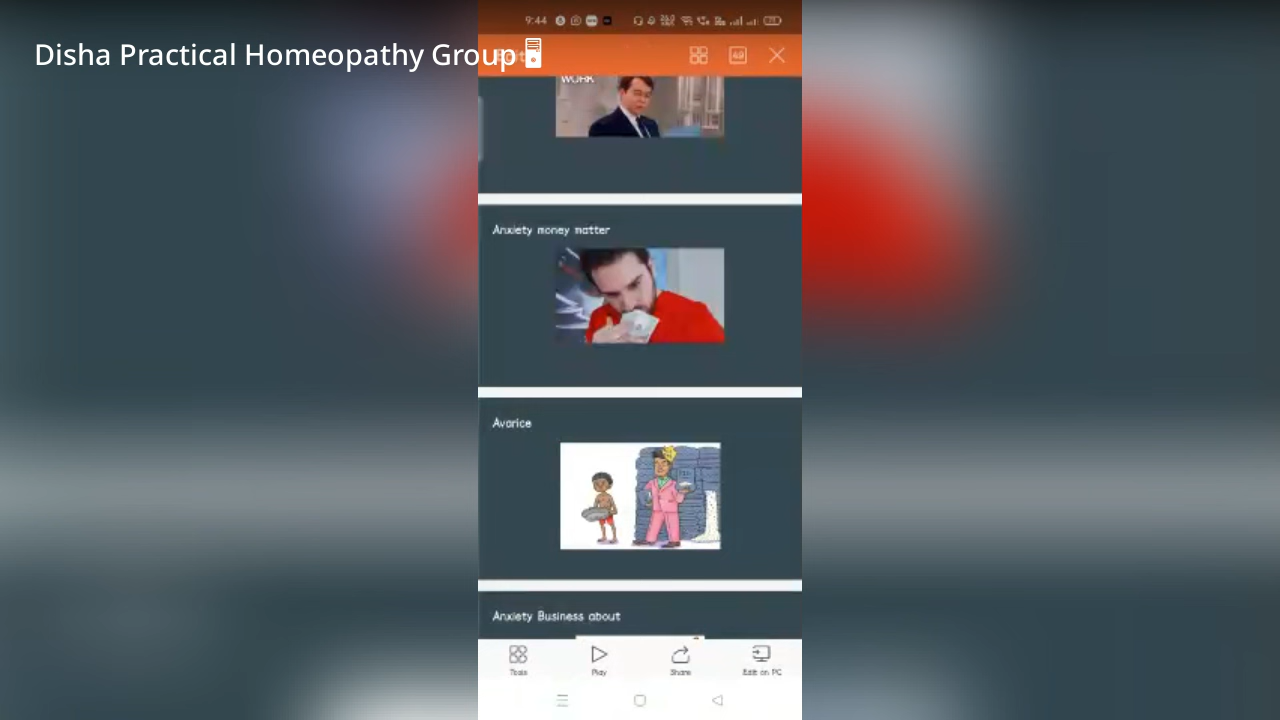 9:44
Disha Practical Homeopathy Group
WORK
Anxiety money matter
Avarice
Anxiety Business about
Tools
Play
Share
Edit on PC